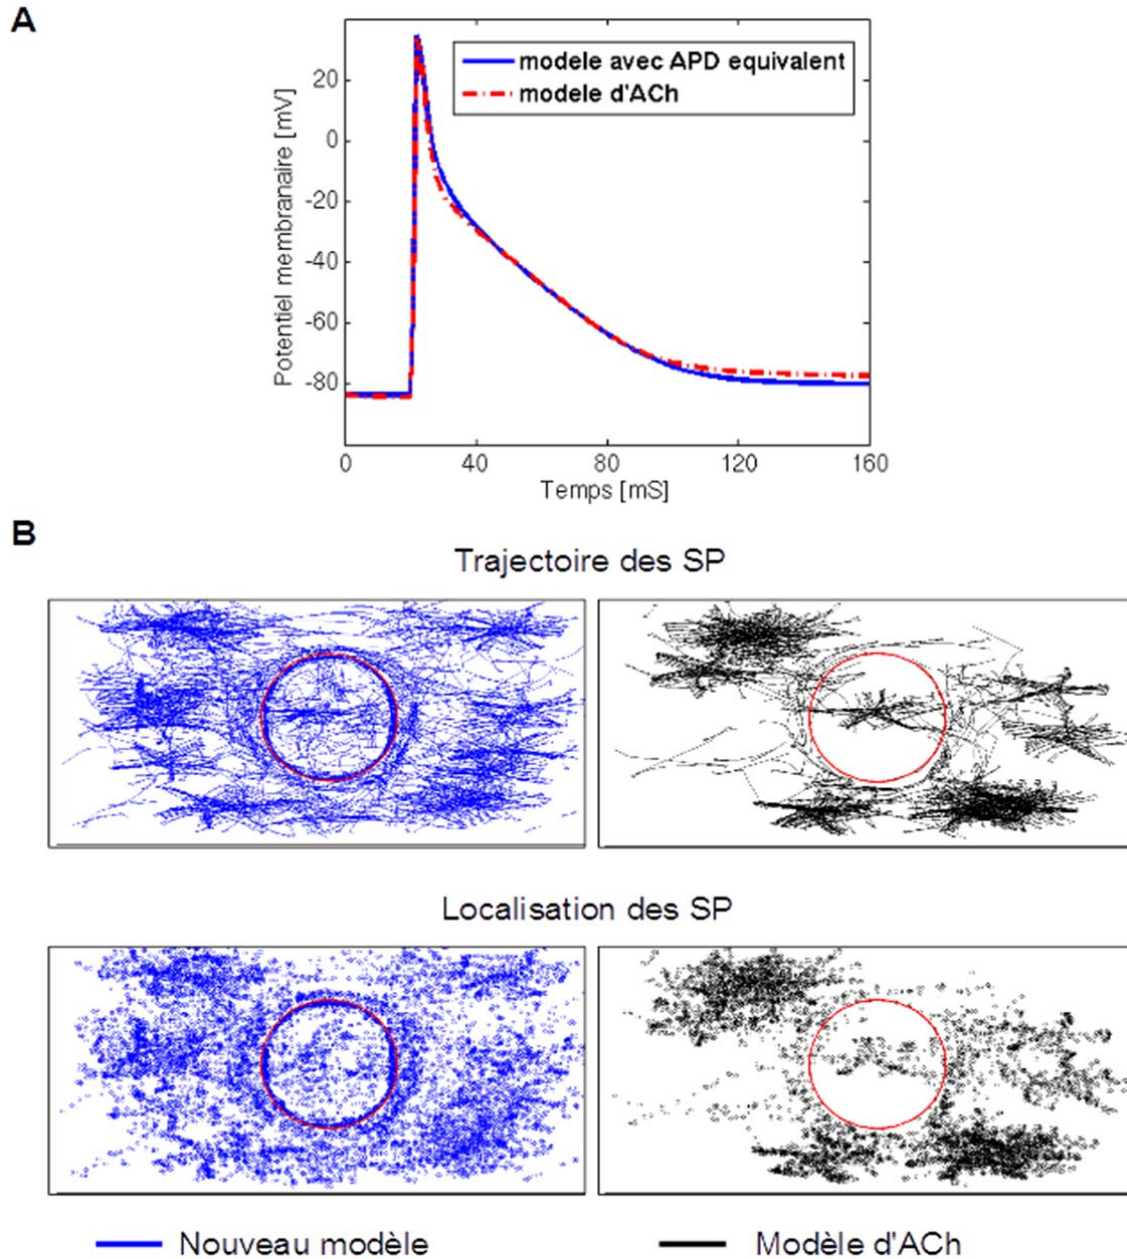 A
Potentiel membranaire [mV]
20
0
-20
-40
-60
-80
modele avec APD equivalent
modele d'ACh
0 40 80 120 160
Temps [mS]
B
Trajectoire des SP
Localisation des SP
Nouveau modèle Modèle d'ACh